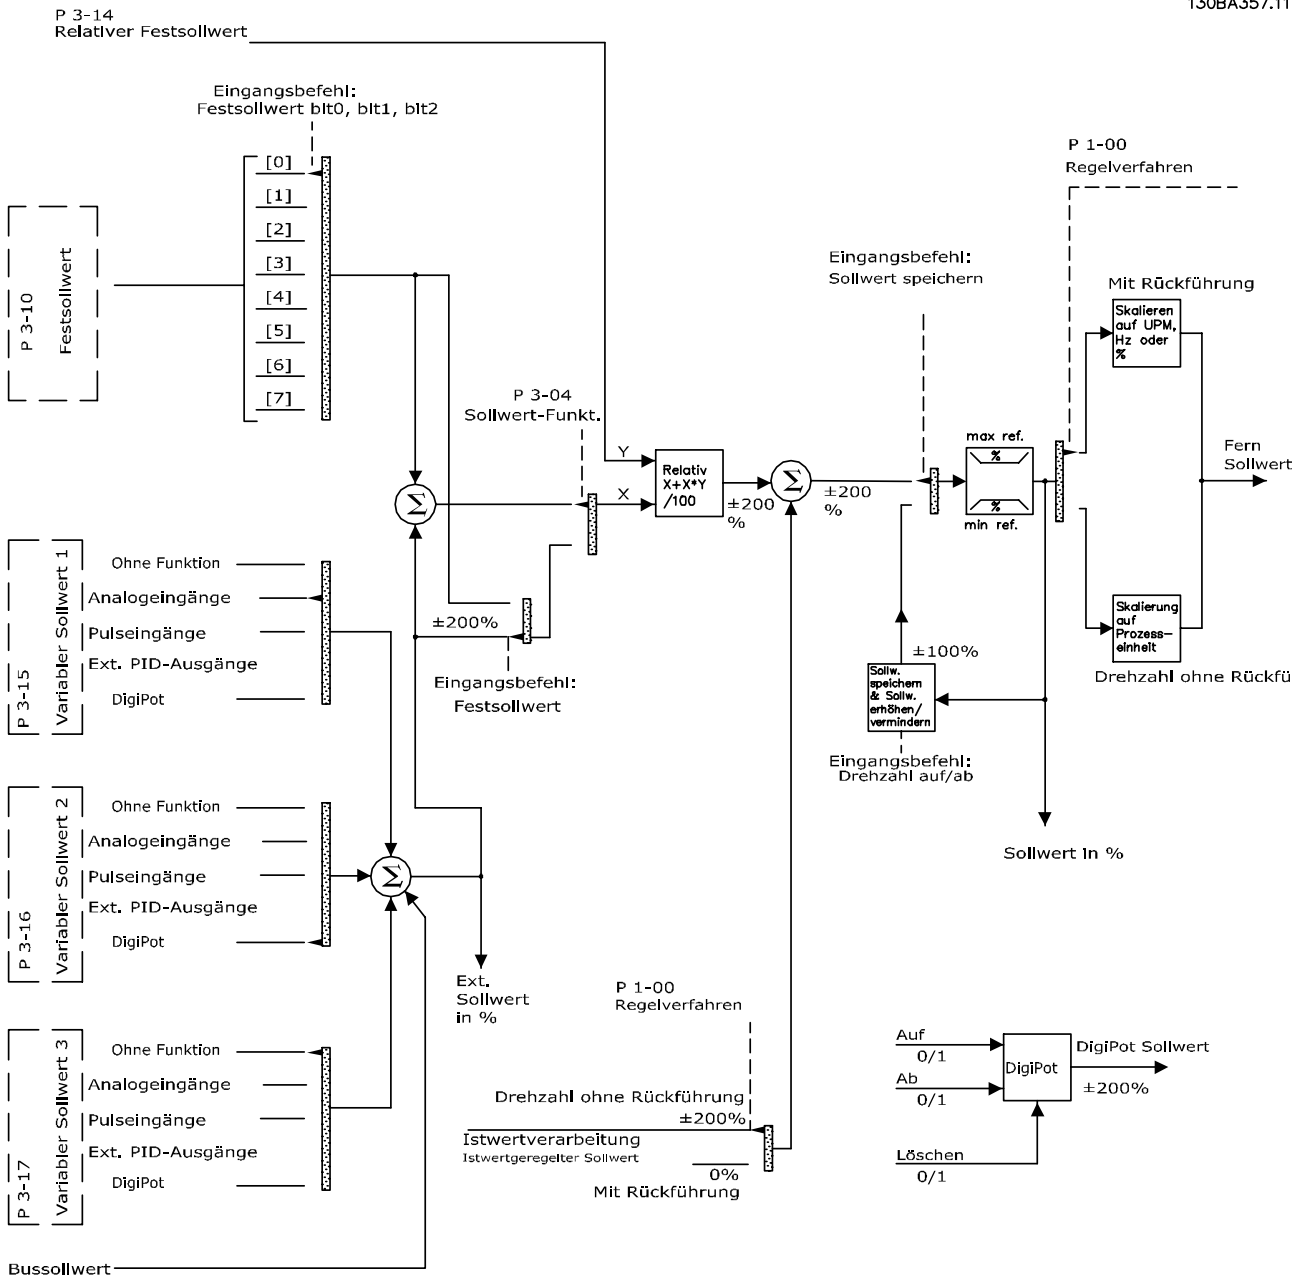 130BA357.11
P 3-14
Relativer Festsollwert
Eingangsbefehl:
Festsollwert bit0, bit1, bit2
[0]
[1]
[2]
[3]
[4]
[5]
[6]
[7]
P 3-10
Festsollwert
P 1-00
Regelverfahren
Eingangsbefehl:
Sollwert speichern
Mit Rückführung
Skalieren
auf UPM,
Hz oder
%
P 3-04
Sollwert-Funkt.
Y
X
Relativ
X+X*Y
/100
±200
%
Σ
±200
%
max ref.
%
%
min ref.
Fern
Sollwert
Σ
P 3-15
Variabler Sollwert 1
Ohne Funktion
Analogeingänge
Pulseingänge
Ext. PID-Ausgänge
DigiPot
±200%
Eingangsbefehl:
Festsollwert
Skalierung
auf
Prozess-
einheit
Drehzahl ohne Rückfü
±100%
Sollw.
speichern
& Sollw.
erhöhen/
vermindern
Eingangsbefehl:
Drehzahl auf/ab
Sollwert in %
P 3-16
Variabler Sollwert 2
Ohne Funktion
Analogeingänge
Pulseingänge
Ext. PID-Ausgänge
DigiPot
Σ
Ext.
Sollwert
in %
P 1-00
Regelverfahren
P 3-17
Variabler Sollwert 3
Ohne Funktion
Analogeingänge
Pulseingänge
Ext. PID-Ausgänge
DigiPot
Drehzahl ohne Rückführung
±200%
Istwertverarbeitung
Istwertgeregelter Sollwert
0%
Mit Rückführung
Auf
0/1
Ab
0/1
Löschen
0/1
DigiPot
DigiPot Sollwert
±200%
Bussollwert